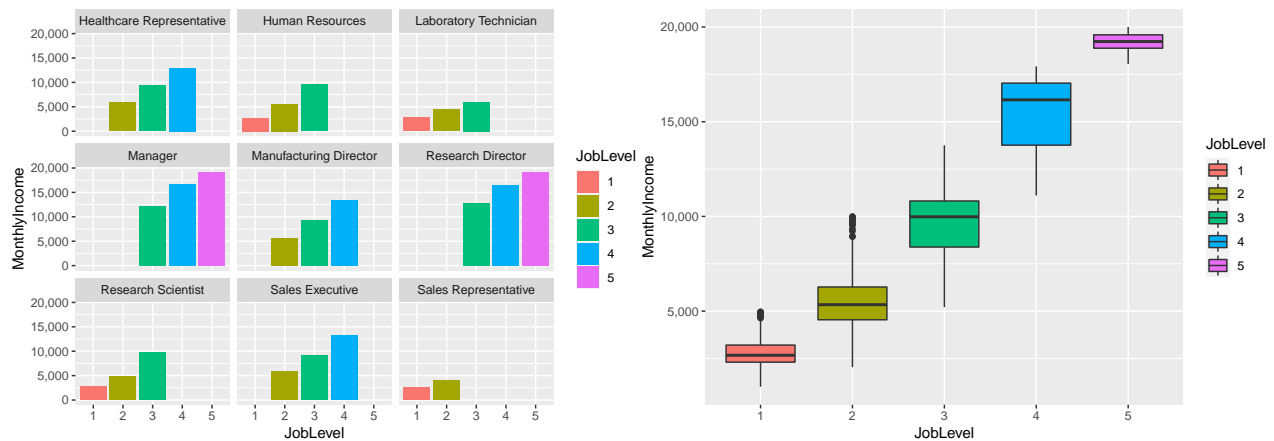 Healthcare Representative
Human Resources
Laboratory Technician
20,000
15,000
10,000
5,000
0
Manager
Manufacturing Director
Research Director
20,000
15,000
10,000
5,000
0
Research Scientist
Sales Executive
Sales Representative
20,000
15,000
10,000
5,000
0
1 2 3 4 5
1 2 3 4 5
1 2 3 4 5
JobLevel
MonthlyIncome
JobLevel
1
2
3
4
5
20,000
15,000
10,000
5,000
1 2 3 4 5
JobLevel
MonthlyIncome
JobLevel
1
2
3
4
5